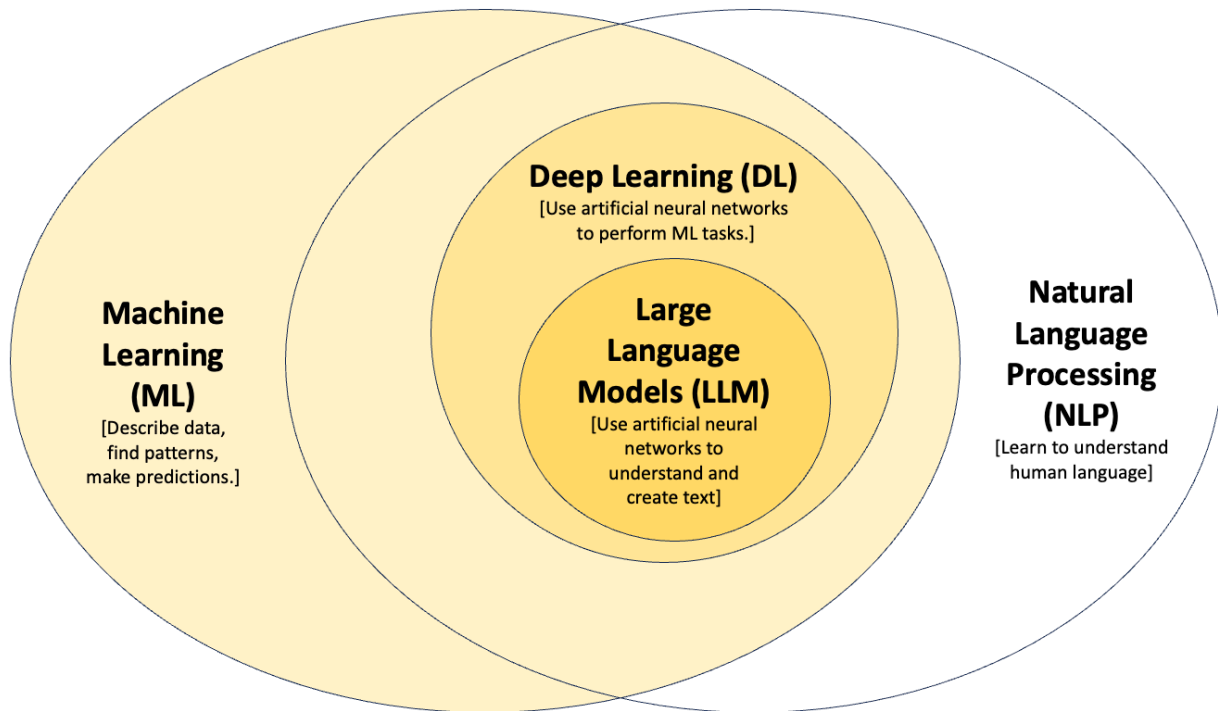 Deep Learning (DL)
[Use artificial neural networks
to perform ML tasks.]
Machine
Learning
(ML)
[Describe data,
find patterns,
make predictions.]
Large
Language
Models (LLM)
[Use artificial neural
networks to
understand and
create text]
Natural
Language
Processing
(NLP)
[Learn to understand
human language]